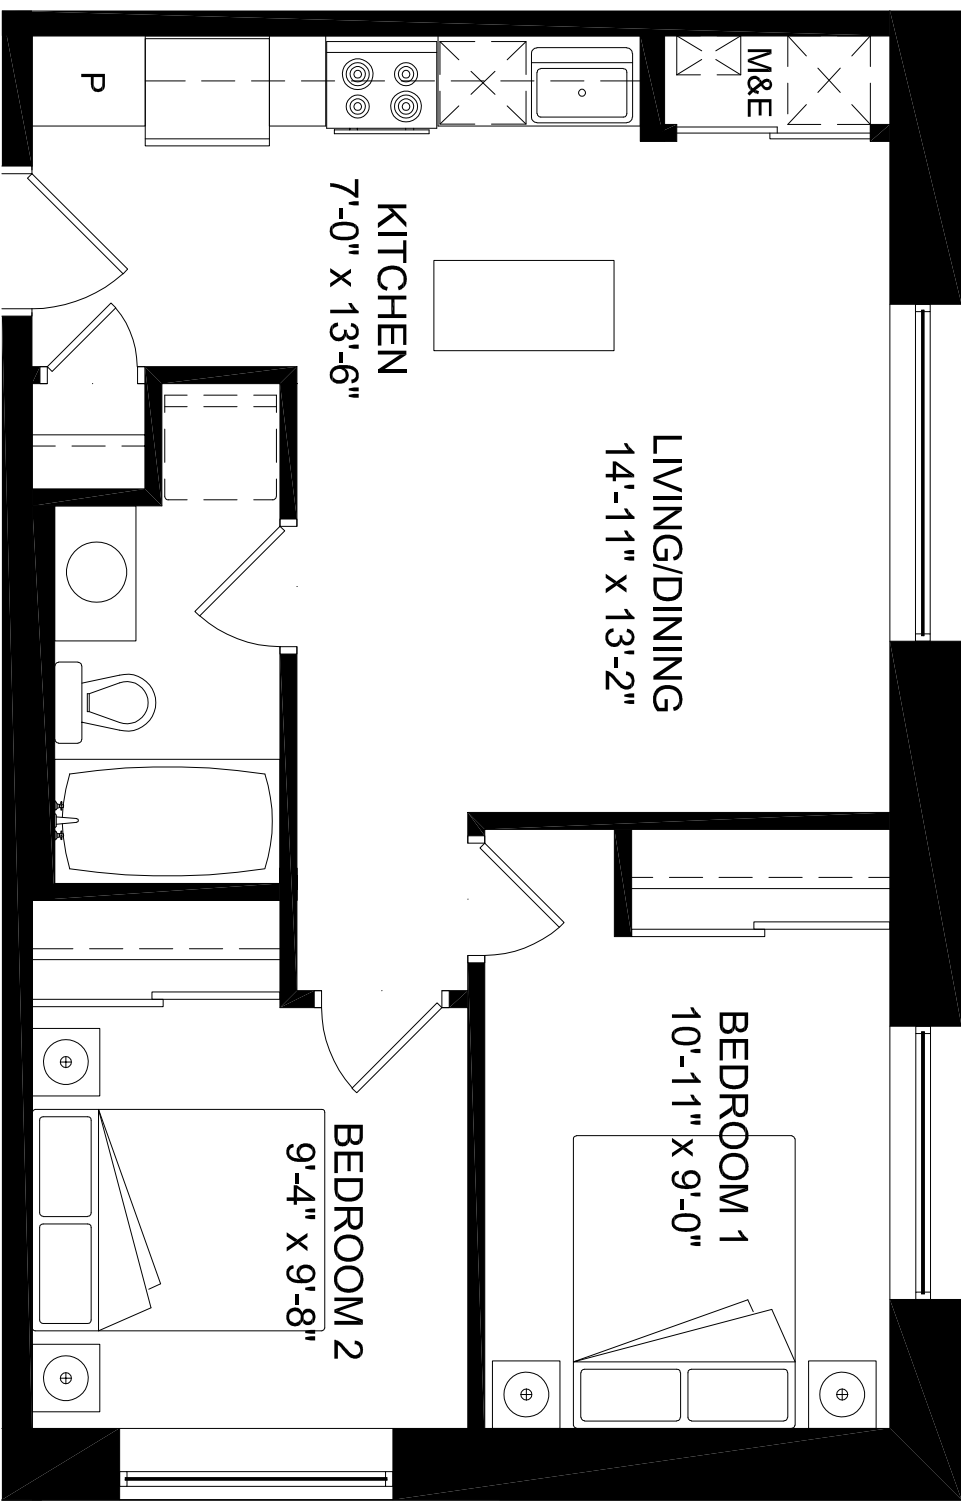 P
M&E
KITCHEN
7'-0" x 13'-6"
LIVING/DINING
14'-11" x 13'-2"
BEDROOM 1
10'-11" x 9'-0"
BEDROOM 2
9'-4" x 9'-8"